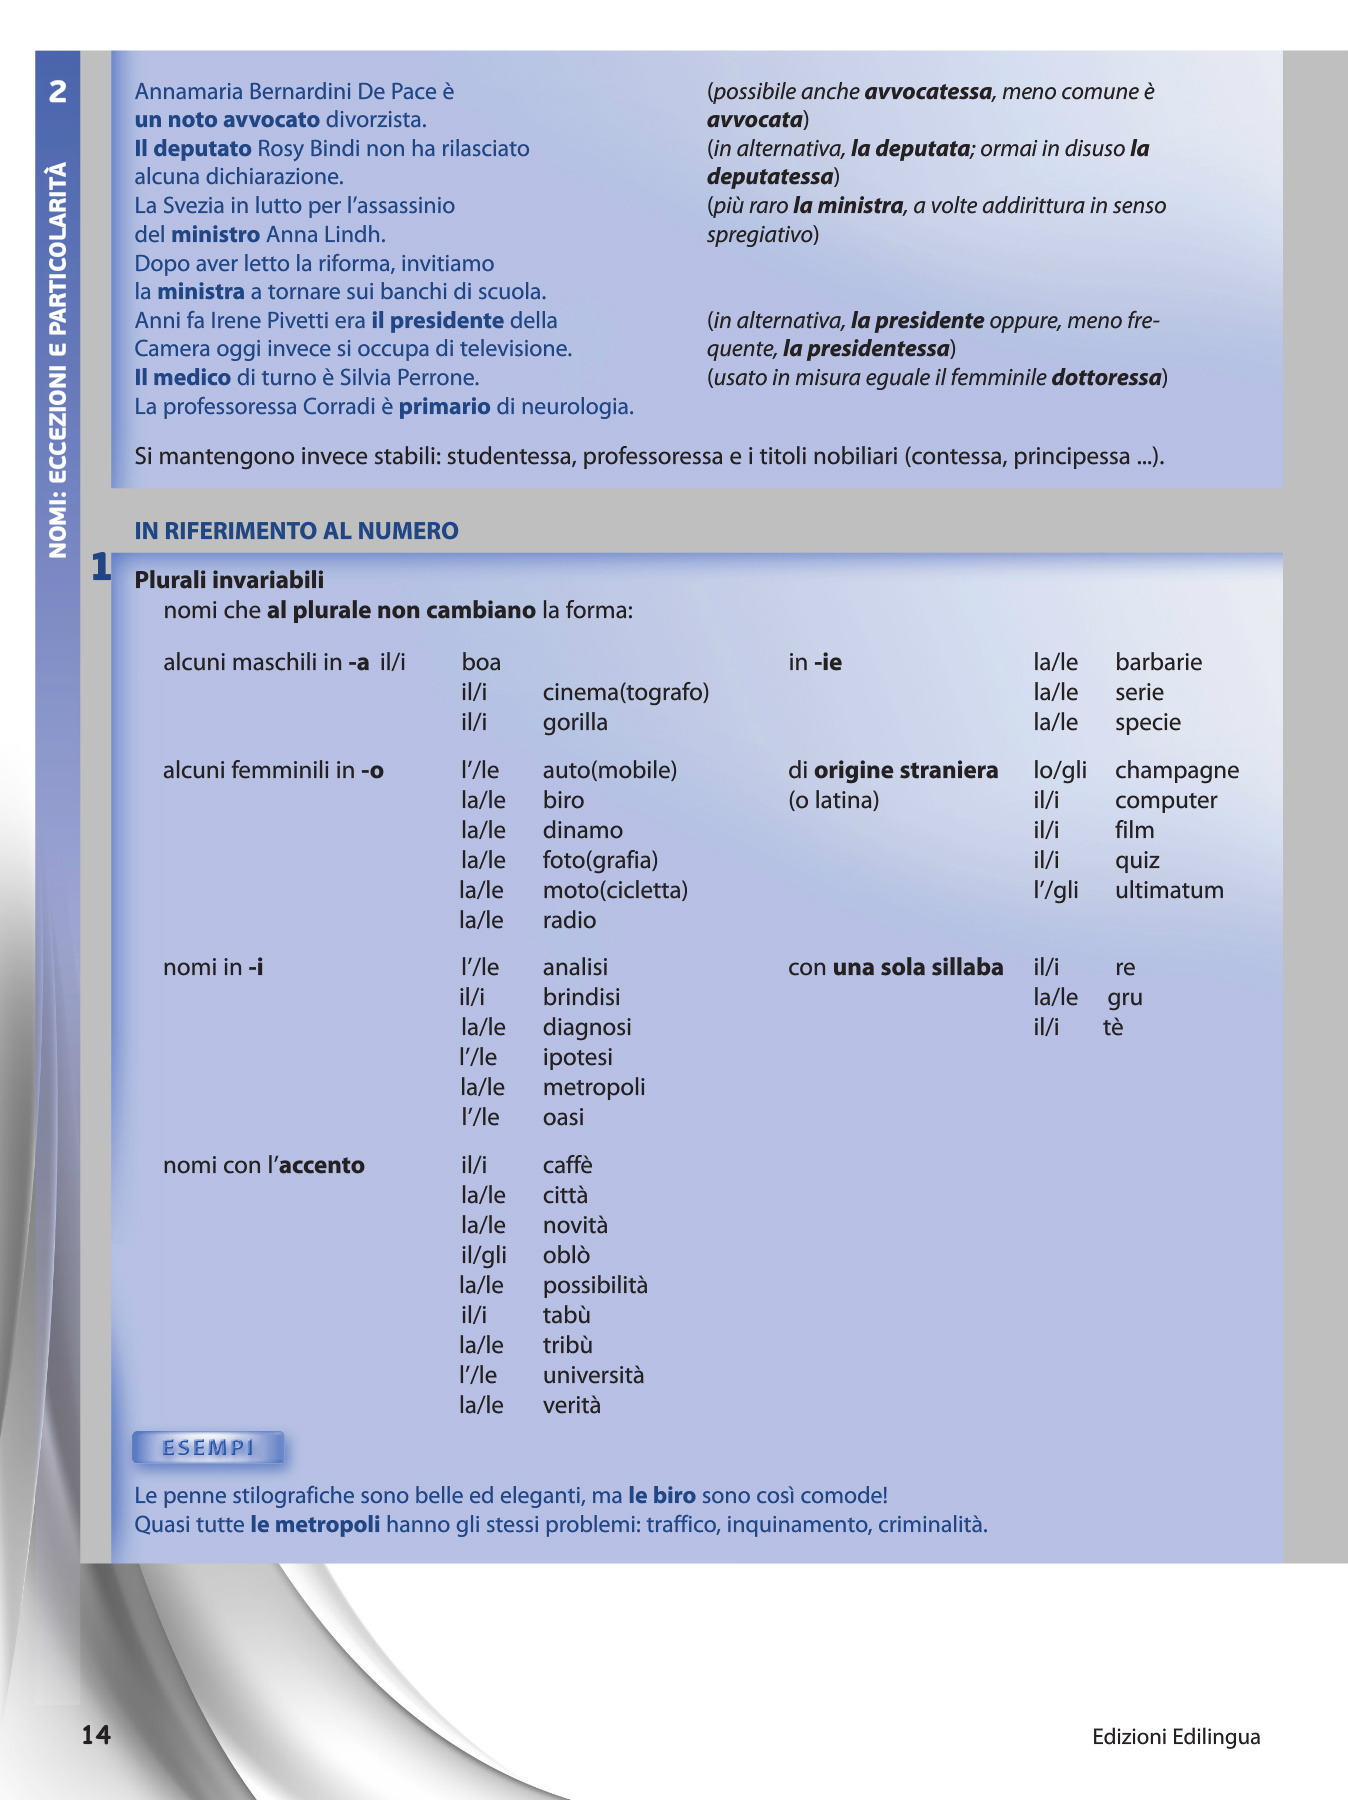 2
NOMI: ECCEZIONI E PARTICOLARITÀ
Annamaria Bernardini De Pace è
un noto avvocato divorzista.
(possibile anche avvocatessa, meno comune è
avvocata)
Il deputato Rosy Bindi non ha rilasciato
alcuna dichiarazione.
(in alternativa, la deputata; ormai in disuso la
deputatessa)
La Svezia in lutto per l’assassinio
del ministro Anna Lindh.
(più raro la ministra, a volte addirittura in senso
spregiativo)
Dopo aver letto la riforma, invitiamo
la ministra a tornare sui banchi di scuola.
Anni fa Irene Pivetti era il presidente della
Camera oggi invece si occupa di televisione.
(in alternativa, la presidente oppure, meno fre-
quente, la presidentessa)
Il medico di turno è Silvia Perrone.
(usato in misura eguale il femminile dottoressa)
La professoressa Corradi è primario di neurologia.
Si mantengono invece stabili: studentessa, professoressa e i titoli nobiliari (contessa, principessa ...).
IN RIFERIMENTO AL NUMERO
1
Plurali invariabili
nomi che al plurale non cambiano la forma:
alcuni maschili in -a il/i boa
il/i cinema(tografo)
il/i gorilla
alcuni femminili in -o l’/le auto(mobile)
la/le biro
la/le dinamo
la/le foto(grafia)
la/le moto(cicletta)
la/le radio
nomi in -i l’/le analisi
il/i brindisi
la/le diagnosi
l’/le ipotesi
la/le metropoli
l’/le oasi
nomi con l’accento il/i caffè
la/le città
la/le novità
il/gli oblò
la/le possibilità
il/i tabù
la/le tribù
l’/le università
la/le verità
in -ie la/le barbarie
la/le serie
la/le specie
di origine straniera lo/gli champagne
(o latina) il/i computer
il/i film
il/i quiz
l’/gli ultimatum
con una sola sillaba il/i re
la/le gru
il/i tè
ESEMPI
Le penne stilografiche sono belle ed eleganti, ma le biro sono così comode!
Quasi tutte le metropoli hanno gli stessi problemi: traffico, inquinamento, criminalità.
14
Edizioni Edilingua